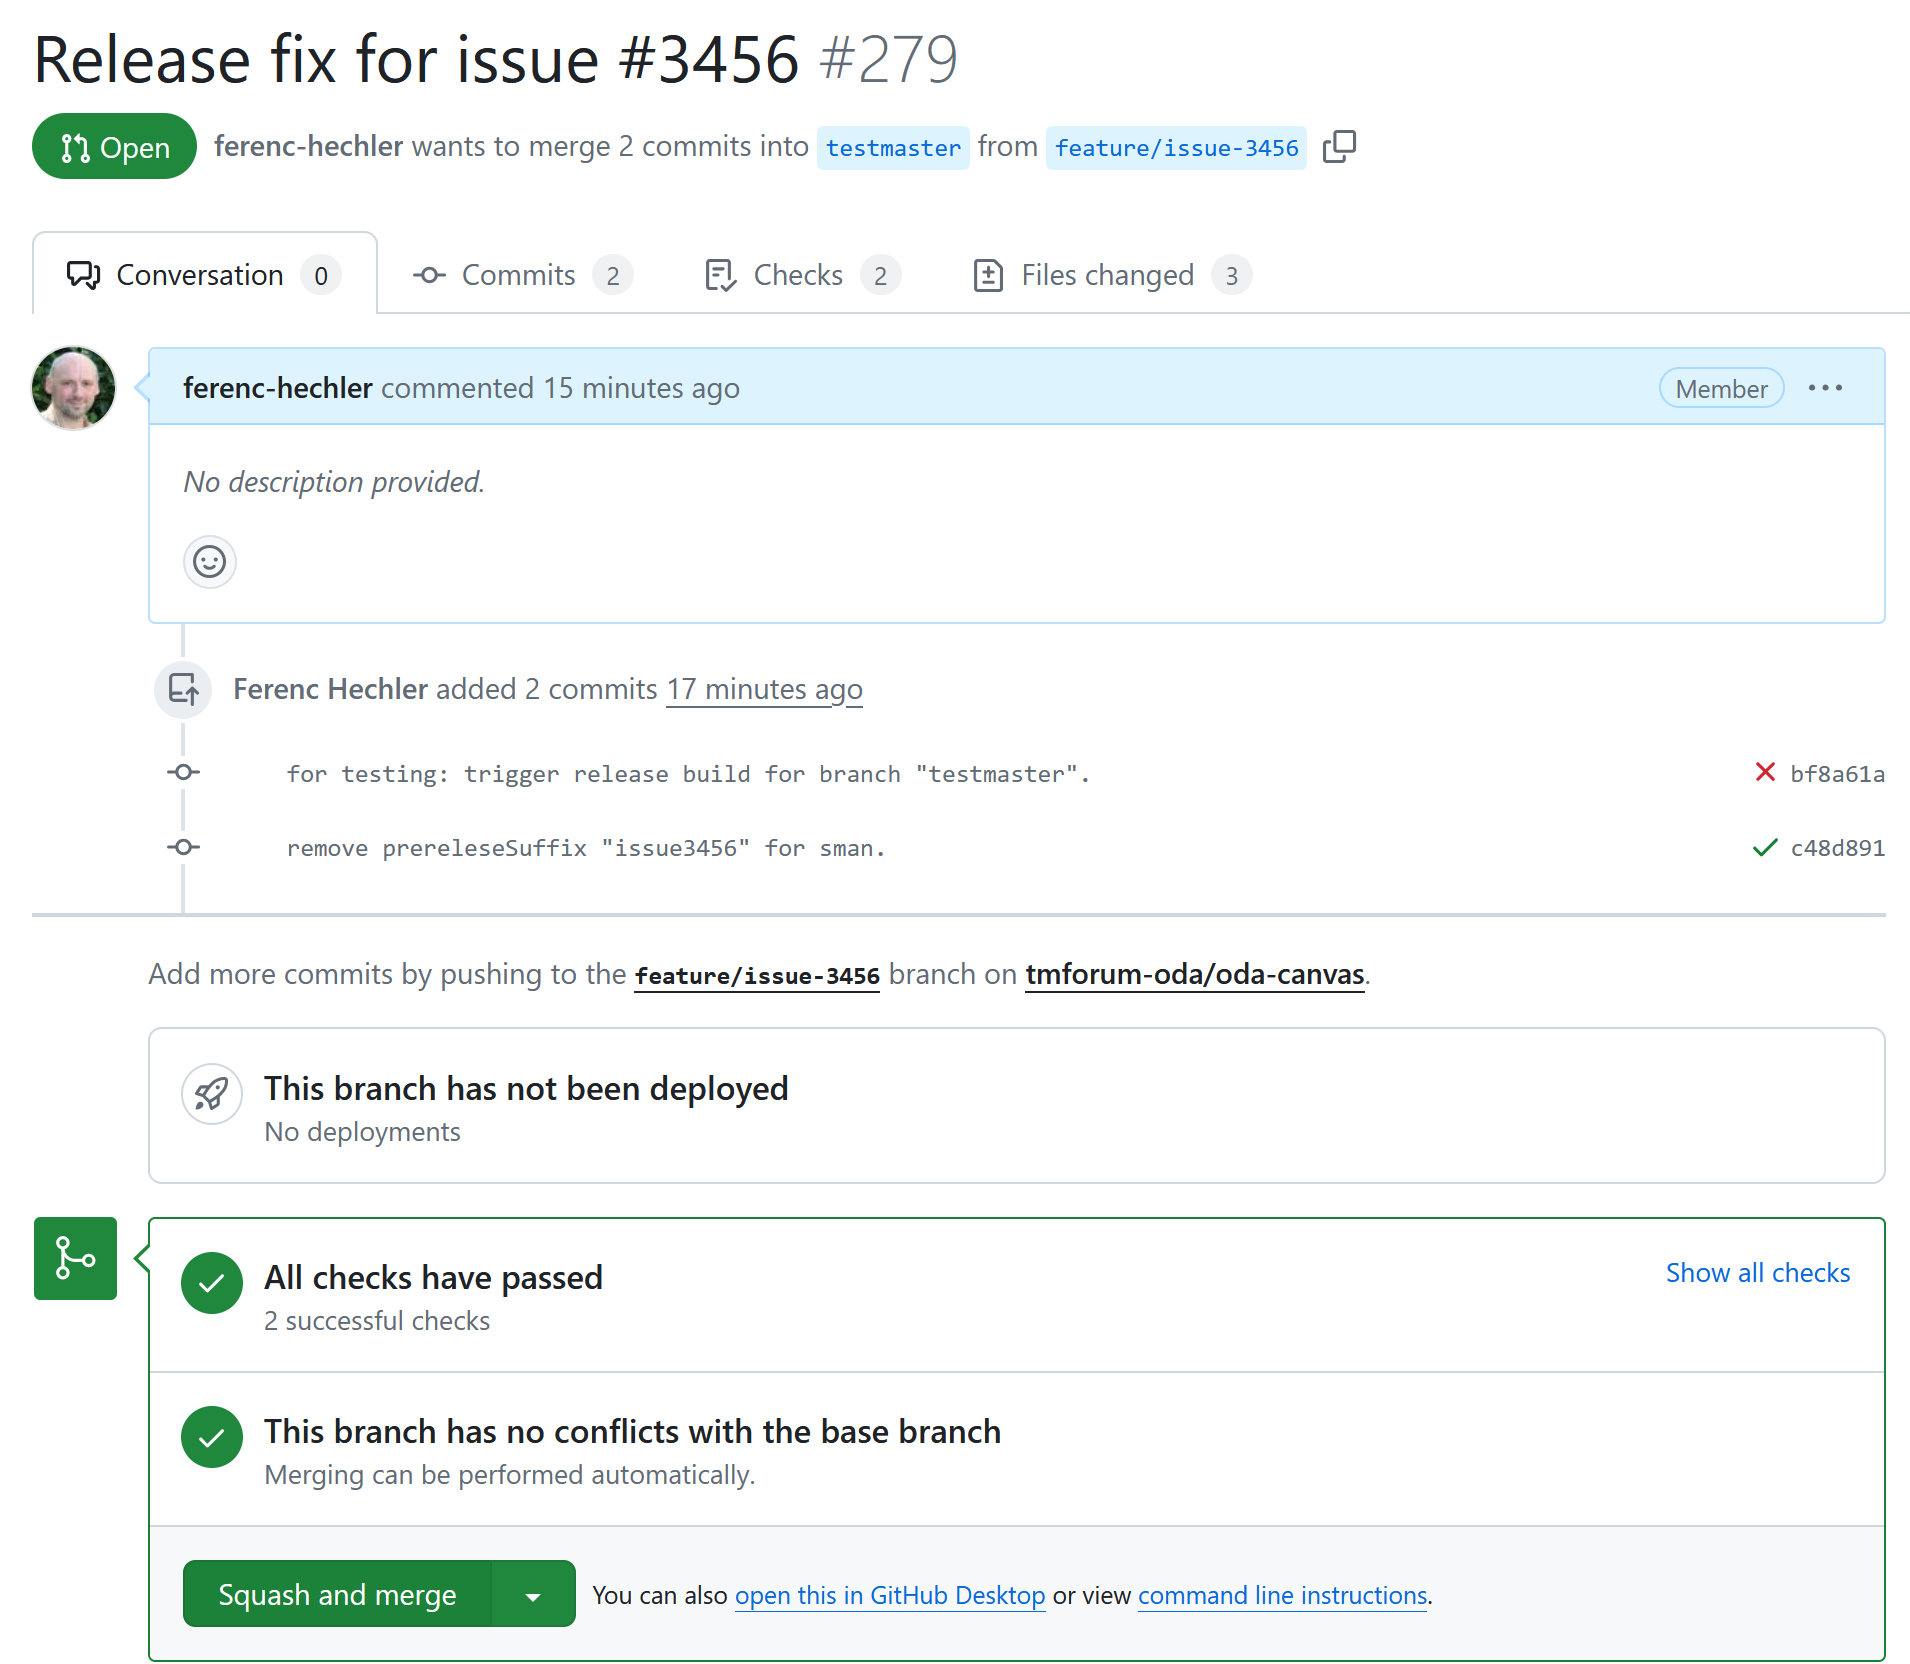 Release fix for issue #3456 #279
Open ferenc-hechler wants to merge 2 commits into testmaster from feature/issue-3456
Conversation 0 Commits 2 Checks 2 Files changed 3
ferenc-hechler commented 15 minutes ago Member
No description provided.
Ferenc Hechler added 2 commits 17 minutes ago
for testing: trigger release build for branch "testmaster". bf8a61a
remove prereleseSuffix "issue3456" for sman. c48d891
Add more commits by pushing to the feature/issue-3456 branch on tmforum-oda/oda-canvas.
This branch has not been deployed
No deployments
All checks have passed Show all checks
2 successful checks
This branch has no conflicts with the base branch
Merging can be performed automatically.
Squash and merge You can also open this in GitHub Desktop or view command line instructions.